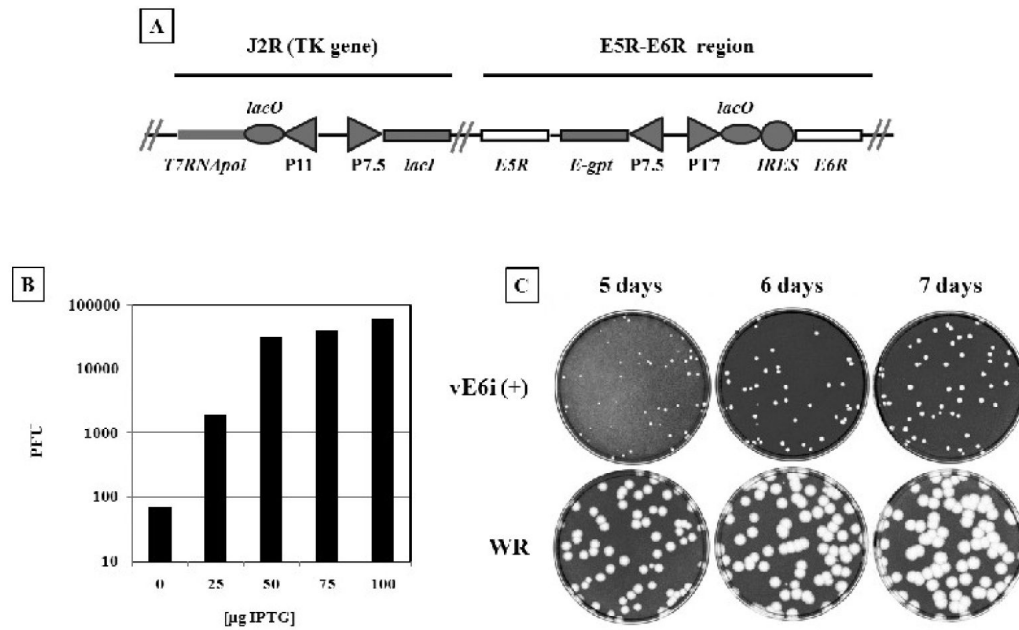 A
J2R (TK gene)
E5R-E6R region
lacO
lacO
T7RNApol
P11
P7.5
lacI
E5R
E-gpt
P7.5
PT7
IRES
E6R
B
100000
10000
1000
100
10
PFU
0
25
50
75
100
[µg IPTG]
C
5 days
6 days
7 days
vE6i (+)
WR